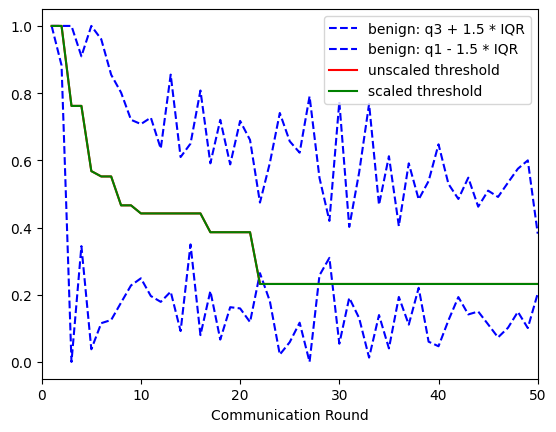 benign: q3 + 1.5 * IQR
benign: q1 - 1.5 * IQR
unscaled threshold
scaled threshold
1.0
0.8
0.6
0.4
0.2
0.0
0 10 20 30 40 50
Communication Round